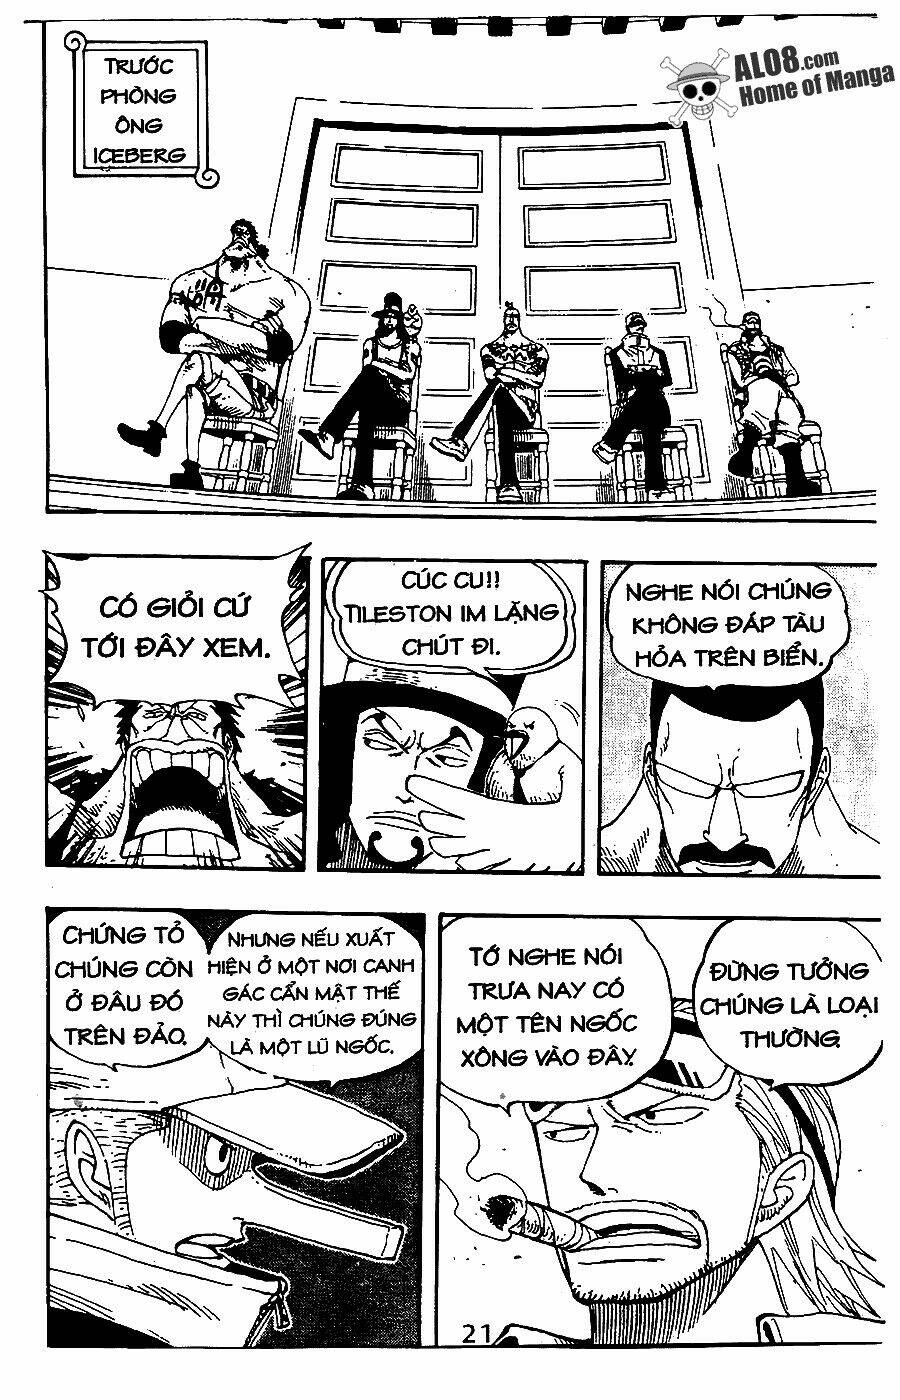 TRƯỚC
PHÒNG
ÔNG
ICEBERG
AL08.com
Home of Manga
CÓ GIỎI CỨ
TỚI ĐÂY XEM.
CÚC CU!!
TILESTON IM LẶNG
CHÚT ĐI.
NGHE NÓI CHÚNG
KHÔNG ĐÁP TÀU
HỎA TRÊN BIỂN.
CHỨNG TỎ
CHÚNG CÒN
Ở ĐÂU ĐÓ
TRÊN ĐẢO.
NHƯNG NẾU XUẤT
HIỆN Ở MỘT NƠI CANH
GÁC CẨN MẬT THẾ
NÀY THÌ CHÚNG ĐÚNG
LÀ MỘT LŨ NGỐC.
TỚ NGHE NÓI
TRƯA NAY CÓ
MỘT TÊN NGỐC
XÔNG VÀO ĐÂY.
ĐỪNG TƯỞNG
CHÚNG LÀ LOẠI
THƯỜNG.
21